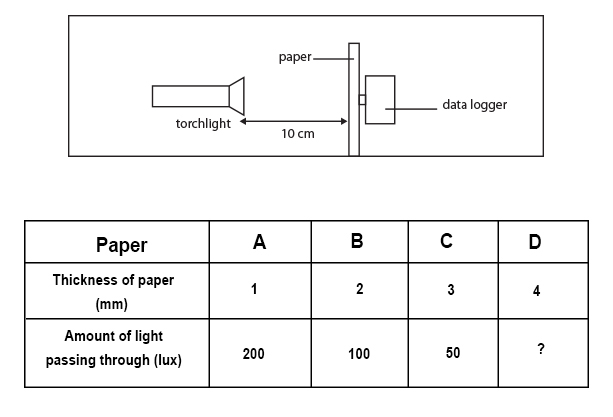 paper
data logger
torchlight
10 cm
Paper A B C D
Thickness of paper
(mm) 1 2 3 4
Amount of light
passing through (lux) 200 100 50 ?